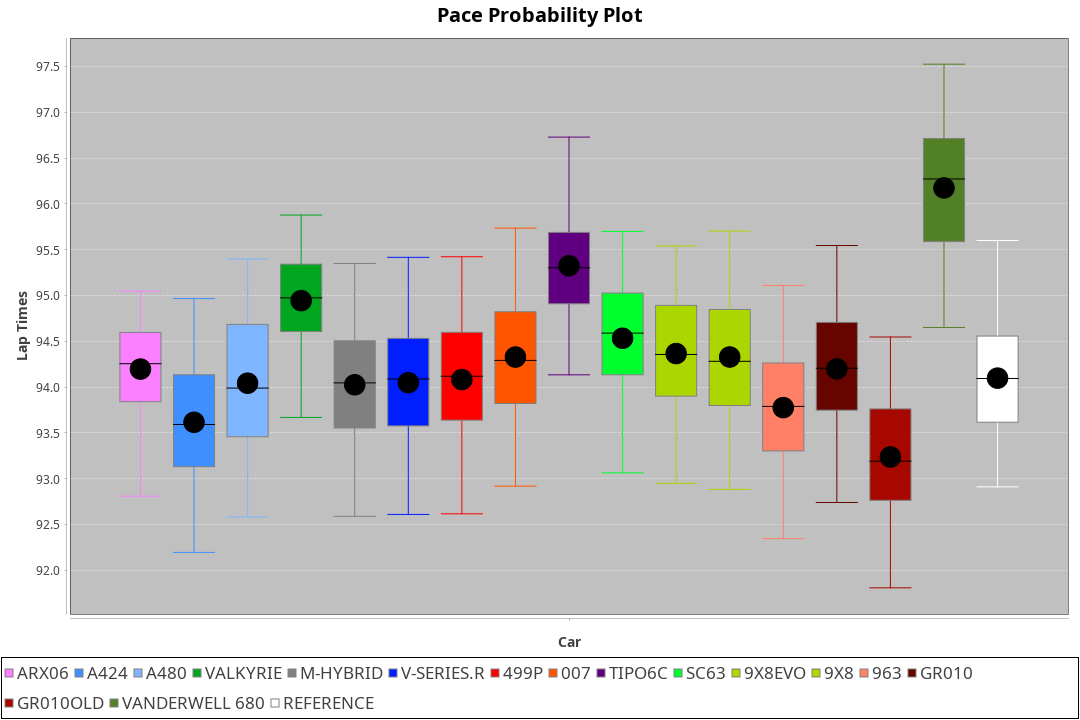 Pace Probability Plot
97.5
97.0
96.5
96.0
95.5
95.0
94.5
94.0
93.5
93.0
92.5
92.0
Lap Times
Car
ARX06 A424 A480 VALKYRIE M-HYBRID V-SERIES.R 499P 007 TIPO6C SC63 9X8EVO 9X8 963 GR010
GR010OLD VANDERWELL 680 REFERENCE